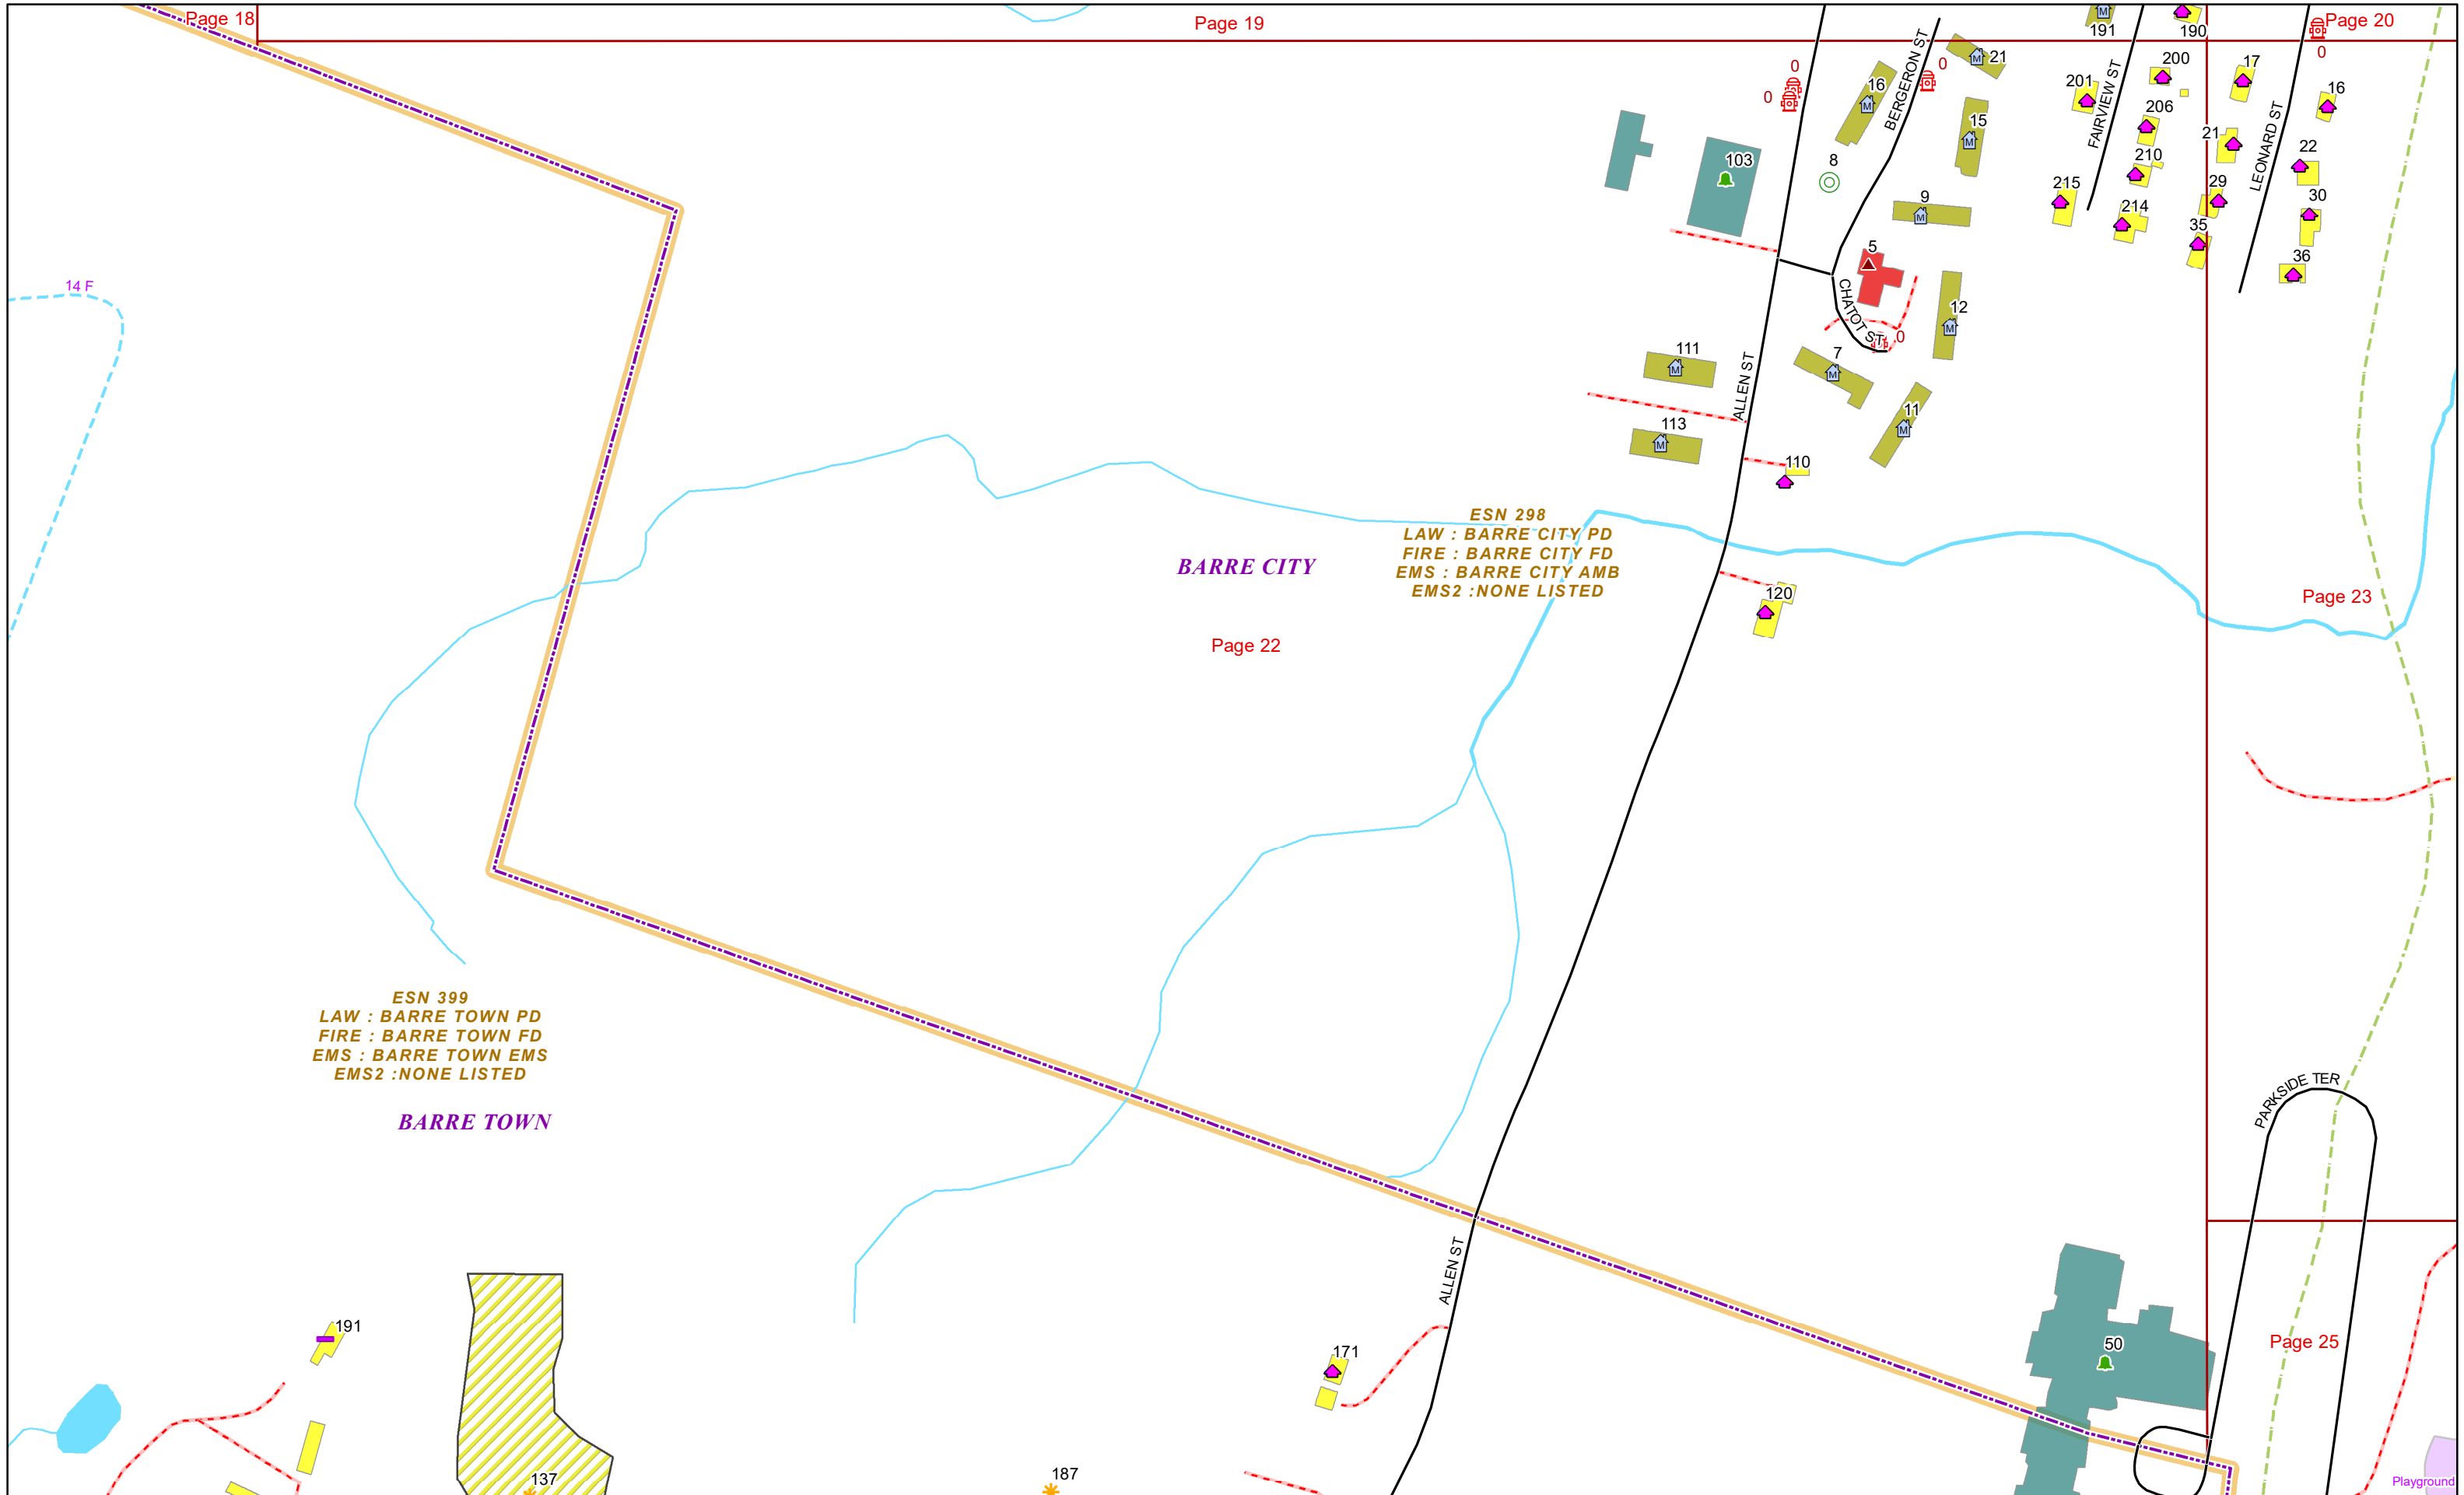 Page 18
Page 19
Page 20
191
190
0
0
0
0
BERGERON ST
21
16
15
201
FAIRVIEW ST
200
206
210
214
215
17
16
21
22
LEONARD ST
29
30
35
36
103
8
9
5
CHATOT ST
0
12
7
11
111
113
ALLEN ST
110
14 F
ESN 298
LAW : BARRE CITY PD
FIRE : BARRE CITY FD
EMS : BARRE CITY AMB
EMS2 :NONE LISTED
BARRE CITY
120
Page 23
Page 22
ESN 399
LAW : BARRE TOWN PD
FIRE : BARRE TOWN FD
EMS : BARRE TOWN EMS
EMS2 :NONE LISTED
BARRE TOWN
PARKSIDE TER
ALLEN ST
191
171
50
Page 25
137
187
Playground
M
M
M
M
M
M
M
M
M
M